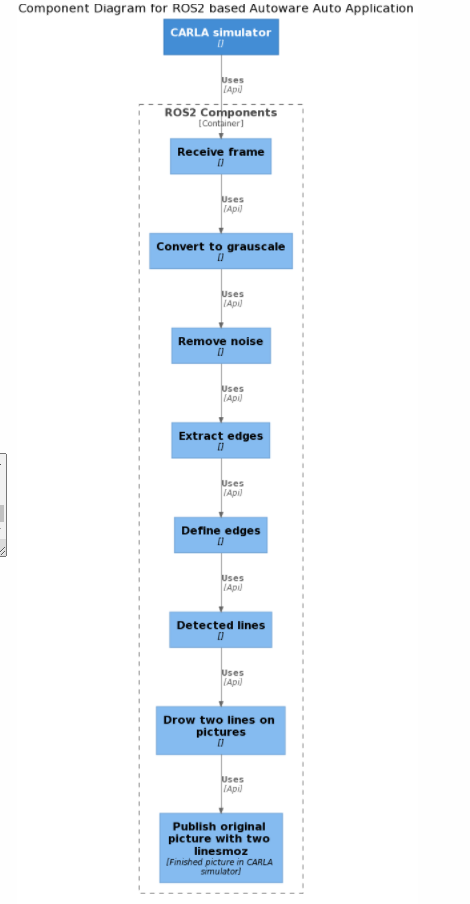 Component Diagram for ROS2 based Autoware Auto Application
CARLA simulator
[]
Uses
[Api]
ROS2 Components
[Container]
Receive frame
[]
Uses
[Api]
Convert to grauscale
[]
Uses
[Api]
Remove noise
[]
Uses
[Api]
Extract edges
[]
Uses
[Api]
Define edges
[]
Uses
[Api]
Detected lines
[]
Uses
[Api]
Drow two lines on
pictures
[]
Uses
[Api]
Publish original
picture with two
linesmoz
[Finished picture in CARLA
simulator]